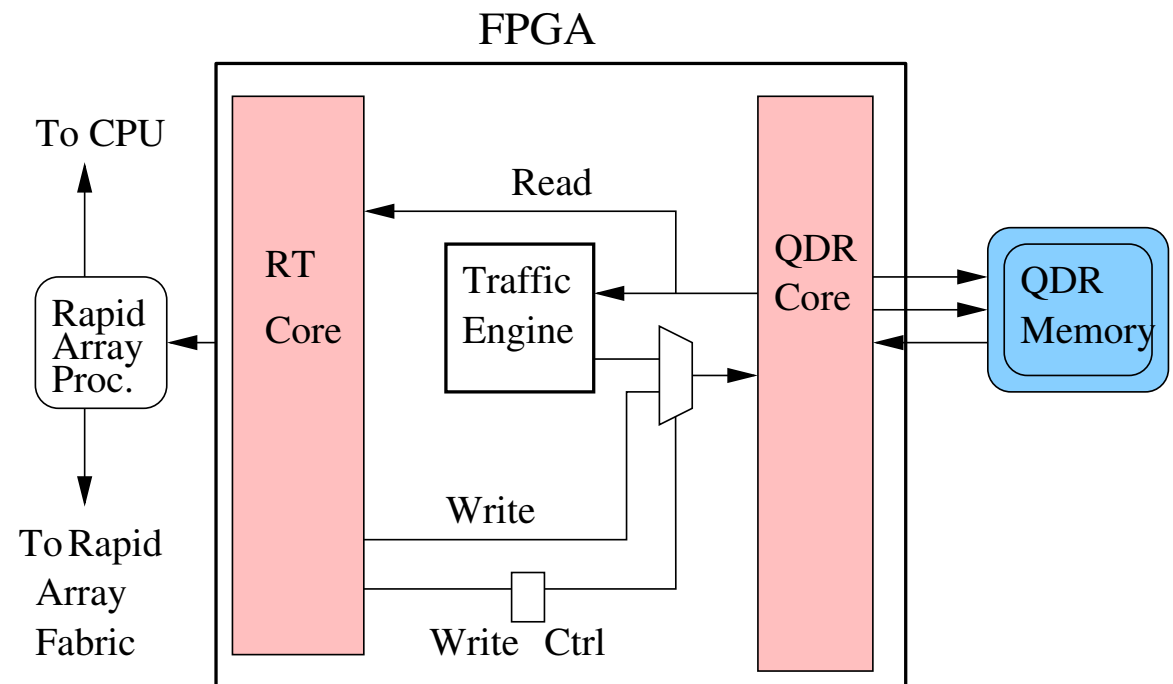 FPGA
To CPU
Rapid
Array
Proc.
To Rapid
Array
Fabric
RT
Core
Read
Traffic
Engine
Write
Write Ctrl
QDR
Core
QDR
Memory